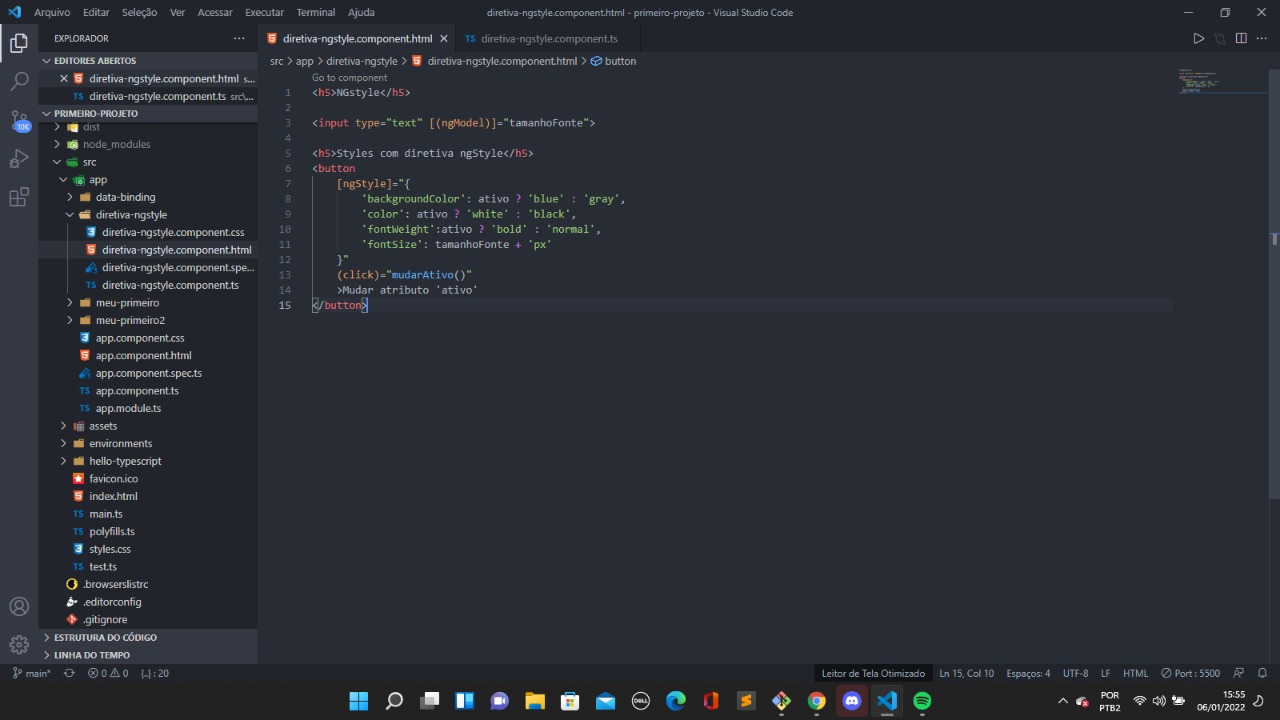 Arquivo Editar Seleção Ver Acessar Executar Terminal Ajuda
diretiva-ngstyle.component.html - primeiro-projeto - Visual Studio Code
EXPLORADOR
EDITORES ABERTOS
diretiva-ngstyle.component.html s...
TS diretiva-ngstyle.component.ts src\...
PRIMEIRO-PROJETO
dist
node_modules
src
app
data-binding
diretiva-ngstyle
diretiva-ngstyle.component.css
diretiva-ngstyle.component.html
diretiva-ngstyle.component.spe...
TS diretiva-ngstyle.component.ts
meu-primeiro
meu-primeiro2
app.component.css
app.component.html
app.component.spec.ts
TS app.component.ts
TS app.module.ts
assets
environments
hello-typescript
favicon.ico
index.html
TS main.ts
TS polyfills.ts
styles.css
TS test.ts
.browserslistrc
.editorconfig
.gitignore
ESTRUTURA DO CÓDIGO
LINHA DO TEMPO
10K
diretiva-ngstyle.component.html
TS diretiva-ngstyle.component.ts
src > app > diretiva-ngstyle > diretiva-ngstyle.component.html > button
Go to component
1 <h5>NGstyle</h5>
2
3 <input type="text" [(ngModel)]="tamanhoFonte">
4
5 <h5>Styles com diretiva ngStyle</h5>
6 <button
7 [ngStyle]="{
8 'backgroundColor': ativo ? 'blue' : 'gray',
9 'color': ativo ? 'white' : 'black',
10 'fontWeight':ativo ? 'bold' : 'normal',
11 'fontSize': tamanhoFonte + 'px'
12 }"
13 (click)="mudarAtivo()"
14 >Mudar atributo 'ativo'
15 </button>
main* 0 0 {..} : 20
Leitor de Tela Otimizado Ln 15, Col 10 Espaços: 4 UTF-8 LF HTML Port : 5500
DELL
POR
PTB2
15:55
06/01/2022